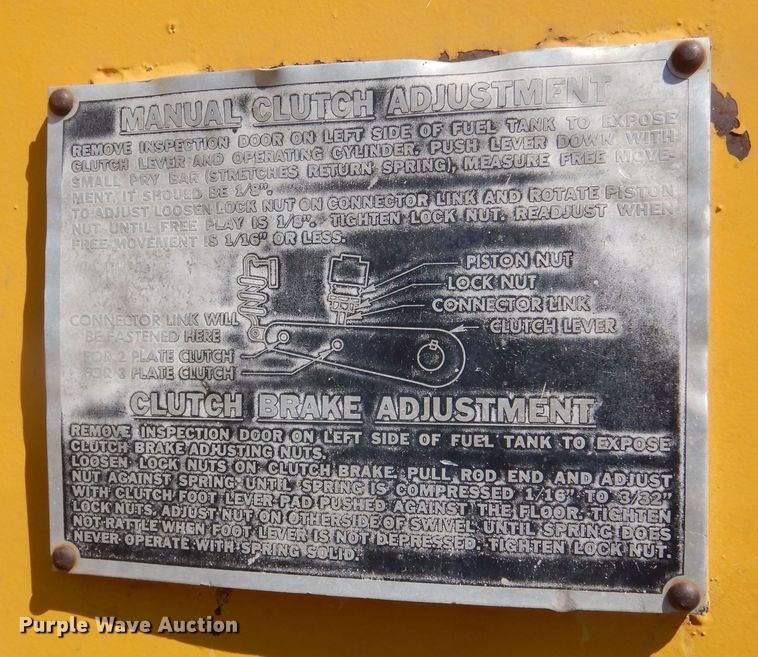 MANUAL CLUTCH ADJUSTMENT
REMOVE INSPECTION DOOR ON LEFT SIDE OF FUEL TANK TO EXPOSE
CLUTCH LEVER AND OPERATING CYLINDER. PUSH LEVER DOWN WITH
SMALL PRY BAR (STRETCHES RETURN SPRING), MEASURE FREE MOVE-
MENT. IT SHOULD BE 1/8".
TO ADJUST LOOSEN LOCK NUT ON CONNECTOR LINK AND ROTATE PISTON
NUT UNTIL FREE PLAY IS 1/8". TIGHTEN LOCK NUT. READJUST WHEN
FREE MOVEMENT IS 1/16" OR LESS.
PISTON NUT
LOCK NUT
CONNECTOR LINK
CLUTCH LEVER
CONNECTOR LINK WILL
BE FASTENED HERE
FOR 2 PLATE CLUTCH
FOR 3 PLATE CLUTCH
CLUTCH BRAKE ADJUSTMENT
REMOVE INSPECTION DOOR ON LEFT SIDE OF FUEL TANK TO EXPOSE
CLUTCH BRAKE ADJUSTING NUTS.
LOOSEN LOCK NUTS ON CLUTCH BRAKE PULL ROD END AND ADJUST
NUT AGAINST SPRING UNTIL SPRING IS COMPRESSED 1/16" TO 3/32"
WITH CLUTCH FOOT LEVER PAD PUSHED AGAINST THE FLOOR. TIGHTEN
LOCK NUTS. ADJUST NUT ON OTHERSIDE OF SWIVEL UNTIL SPRING DOES
NOT RATTLE WHEN FOOT LEVER IS NOT DEPRESSED. TIGHTEN LOCK NUT.
NEVER OPERATE WITH SPRING SOLID.
Purple Wave Auction